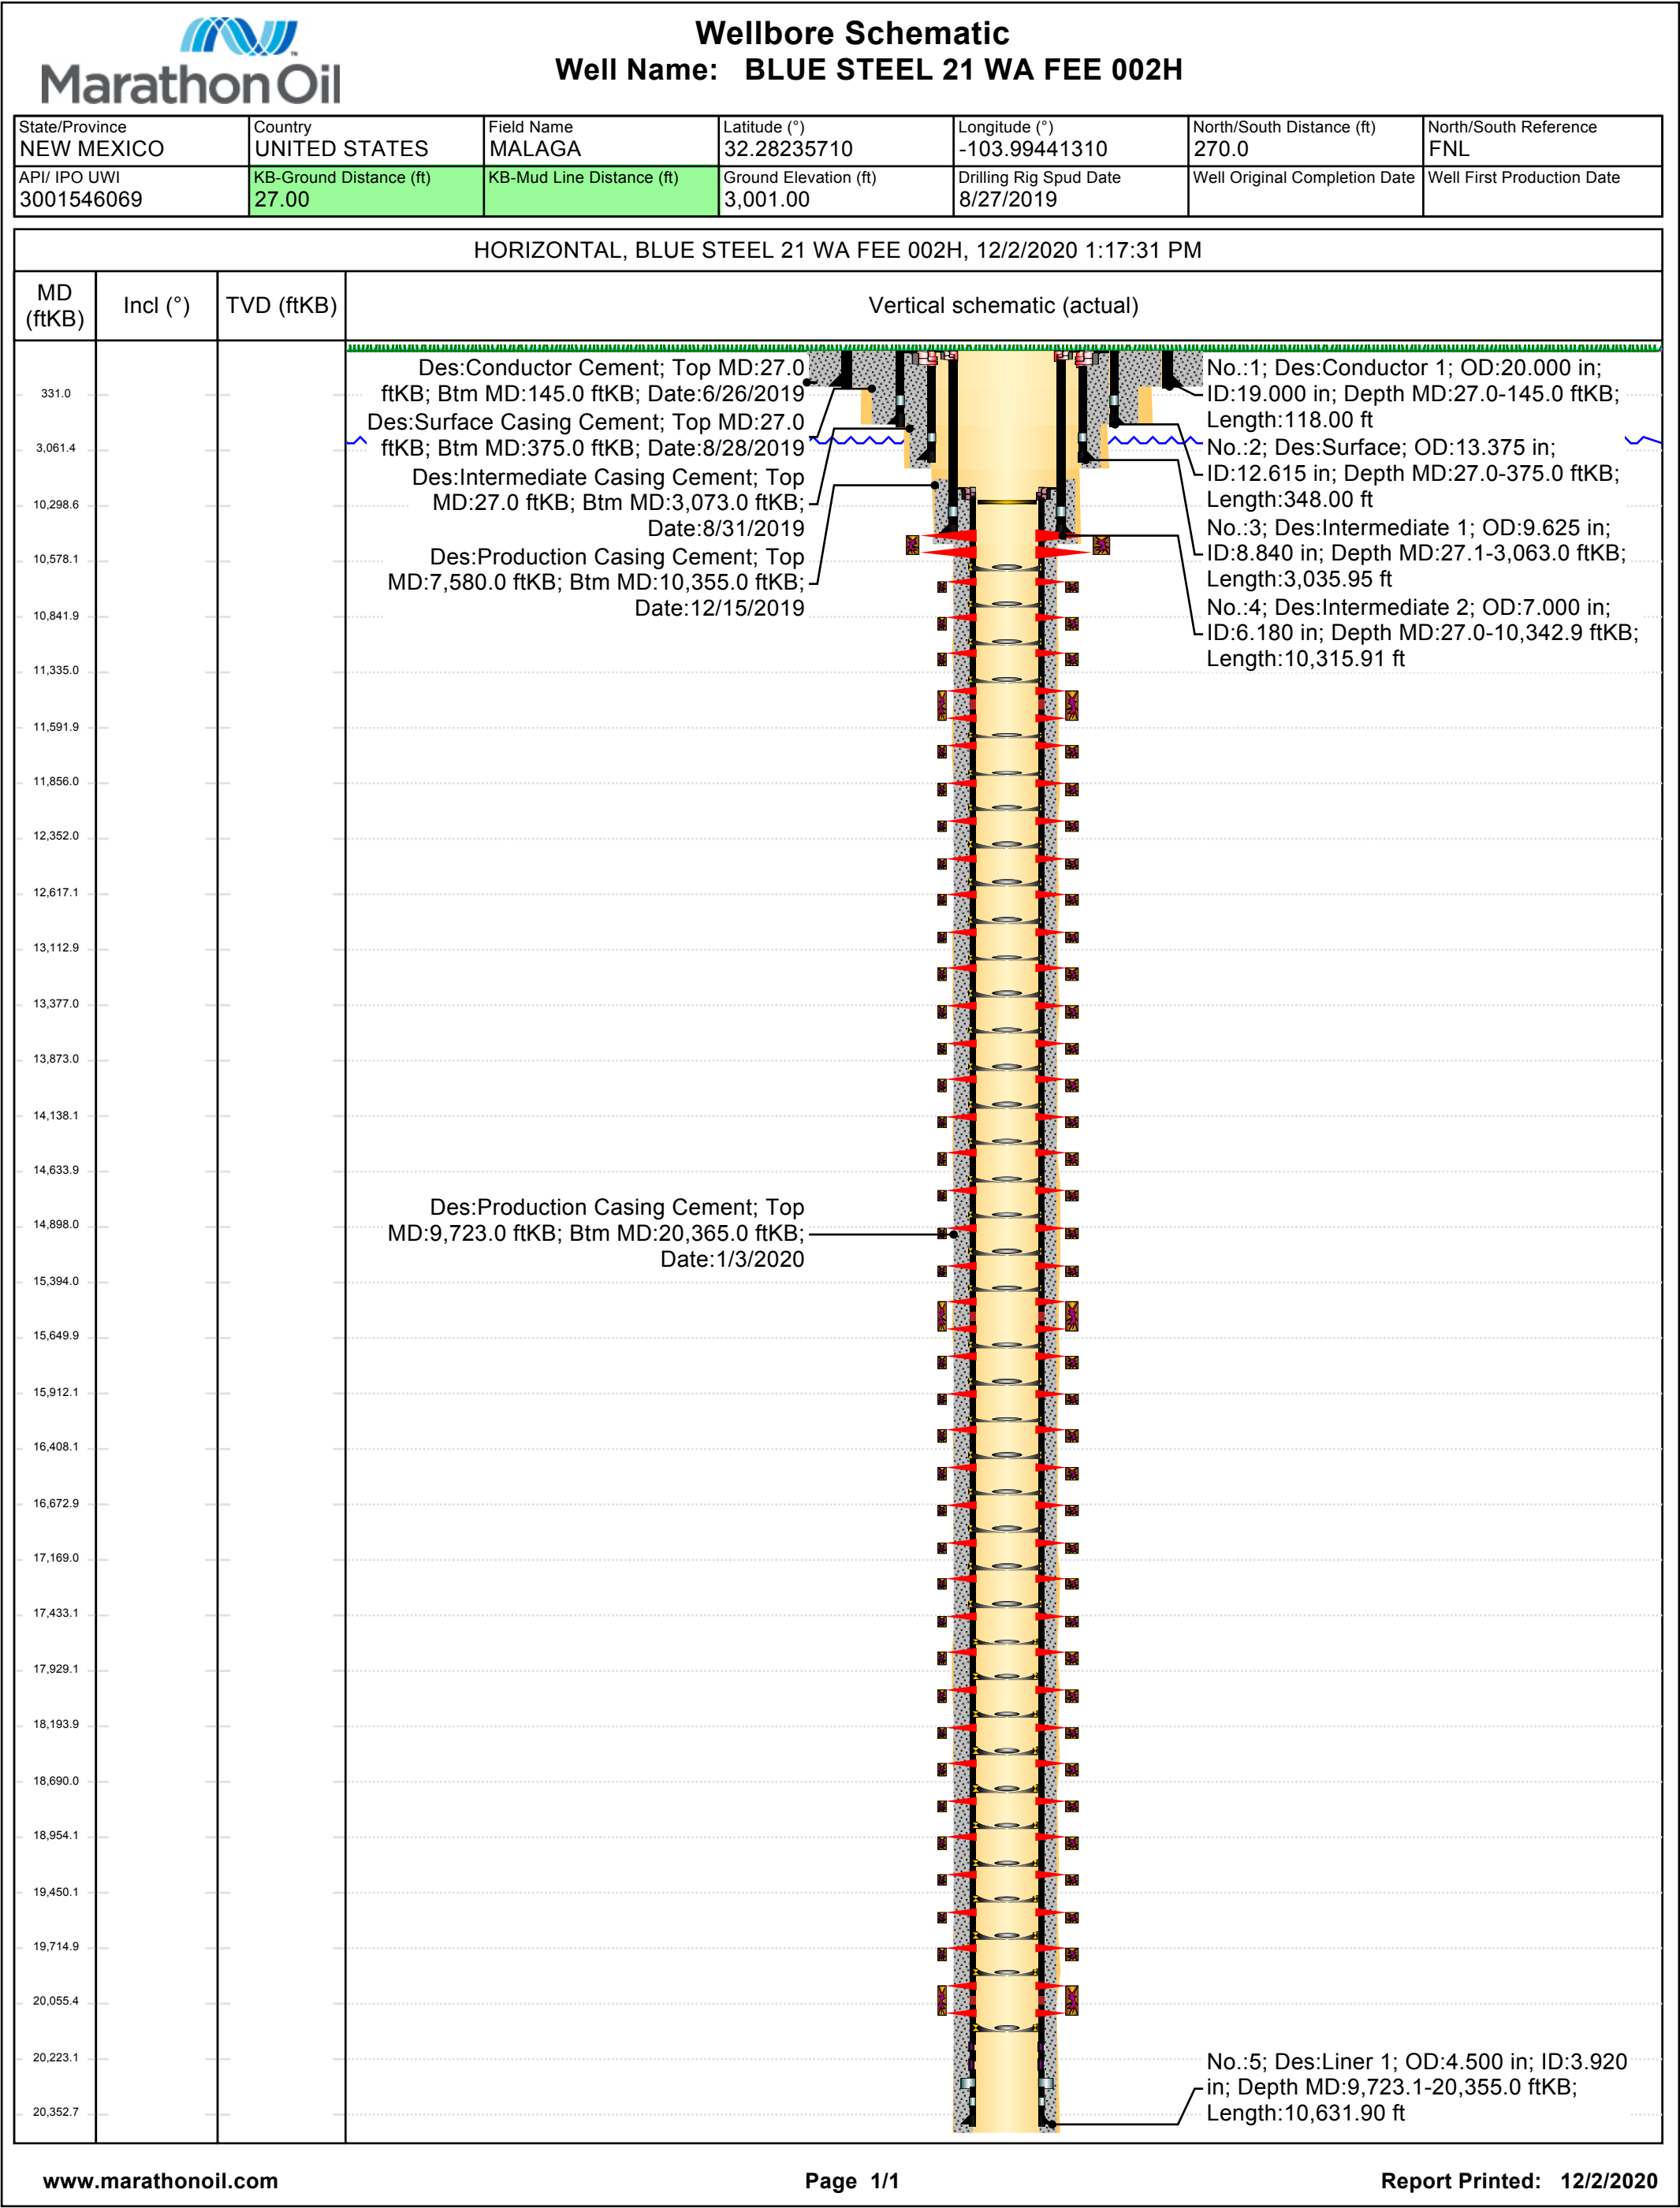 Marathon Oil
™
Wellbore Schematic
Well Name: BLUE STEEL 21 WA FEE 002H
State/Province
NEW MEXICO
Country
UNITED STATES
Field Name
MALAGA
Latitude (°)
32.28235710
Longitude (°)
-103.99441310
North/South Distance (ft)
270.0
North/South Reference
FNL
API/ IPO UWI
3001546069
KB-Ground Distance (ft)
27.00
KB-Mud Line Distance (ft)
Ground Elevation (ft)
3,001.00
Drilling Rig Spud Date
8/27/2019
Well Original Completion Date
Well First Production Date
HORIZONTAL, BLUE STEEL 21 WA FEE 002H, 12/2/2020 1:17:31 PM
MD
(ftKB)
Incl (°)
TVD (ftKB)
Vertical schematic (actual)
331.0
3,061.4
10,298.6
10,578.1
10,841.9
11,335.0
11,591.9
11,856.0
12,352.0
12,617.1
13,112.9
13,377.0
13,873.0
14,138.1
14,633.9
14,898.0
15,394.0
15,649.9
15,912.1
16,408.1
16,672.9
17,169.0
17,433.1
17,929.1
18,193.9
18,690.0
18,954.1
19,450.1
19,714.9
20,055.4
20,223.1
20,352.7
Des:Conductor Cement; Top MD:27.0
ftKB; Btm MD:145.0 ftKB; Date:6/26/2019
Des:Surface Casing Cement; Top MD:27.0
ftKB; Btm MD:375.0 ftKB; Date:8/28/2019
Des:Intermediate Casing Cement; Top
MD:27.0 ftKB; Btm MD:3,073.0 ftKB;
Date:8/31/2019
Des:Production Casing Cement; Top
MD:7,580.0 ftKB; Btm MD:10,355.0 ftKB;
Date:12/15/2019
Des:Production Casing Cement; Top
MD:9,723.0 ftKB; Btm MD:20,365.0 ftKB;
Date:1/3/2020
No.:1; Des:Conductor 1; OD:20.000 in;
ID:19.000 in; Depth MD:27.0-145.0 ftKB;
Length:118.00 ft
No.:2; Des:Surface; OD:13.375 in;
ID:12.615 in; Depth MD:27.0-375.0 ftKB;
Length:348.00 ft
No.:3; Des:Intermediate 1; OD:9.625 in;
ID:8.840 in; Depth MD:27.1-3,063.0 ftKB;
Length:3,035.95 ft
No.:4; Des:Intermediate 2; OD:7.000 in;
ID:6.180 in; Depth MD:27.0-10,342.9 ftKB;
Length:10,315.91 ft
No.:5; Des:Liner 1; OD:4.500 in; ID:3.920
in; Depth MD:9,723.1-20,355.0 ftKB;
Length:10,631.90 ft
www.marathonoil.com
Page 1/1
Report Printed: 12/2/2020